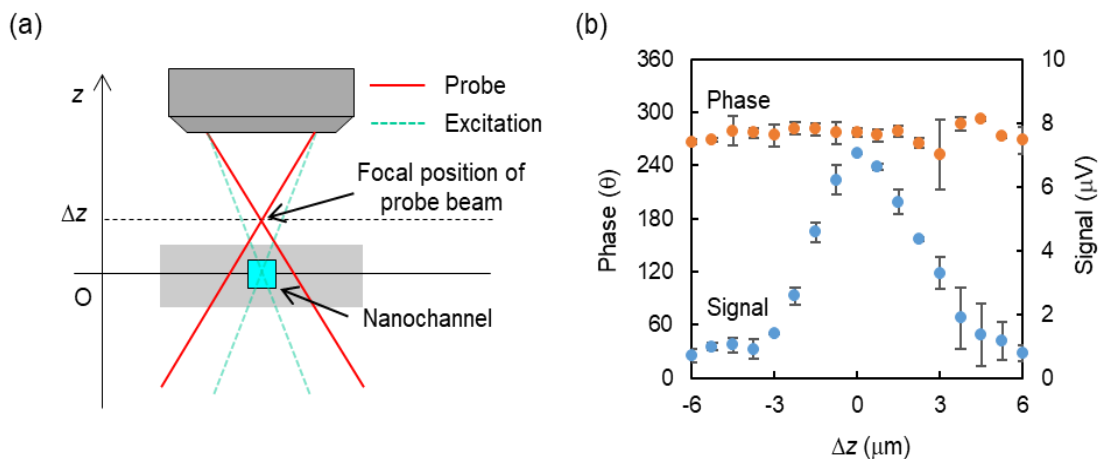 (a)
z
Probe
Excitation
Focal position of
probe beam
Δz
O
Nanochannel
(b)
360
300
240
180
120
60
0
Phase (θ)
Phase
Signal
10
8
6
4
2
0
Signal (μV)
-6
-3
0
3
6
Δz (μm)